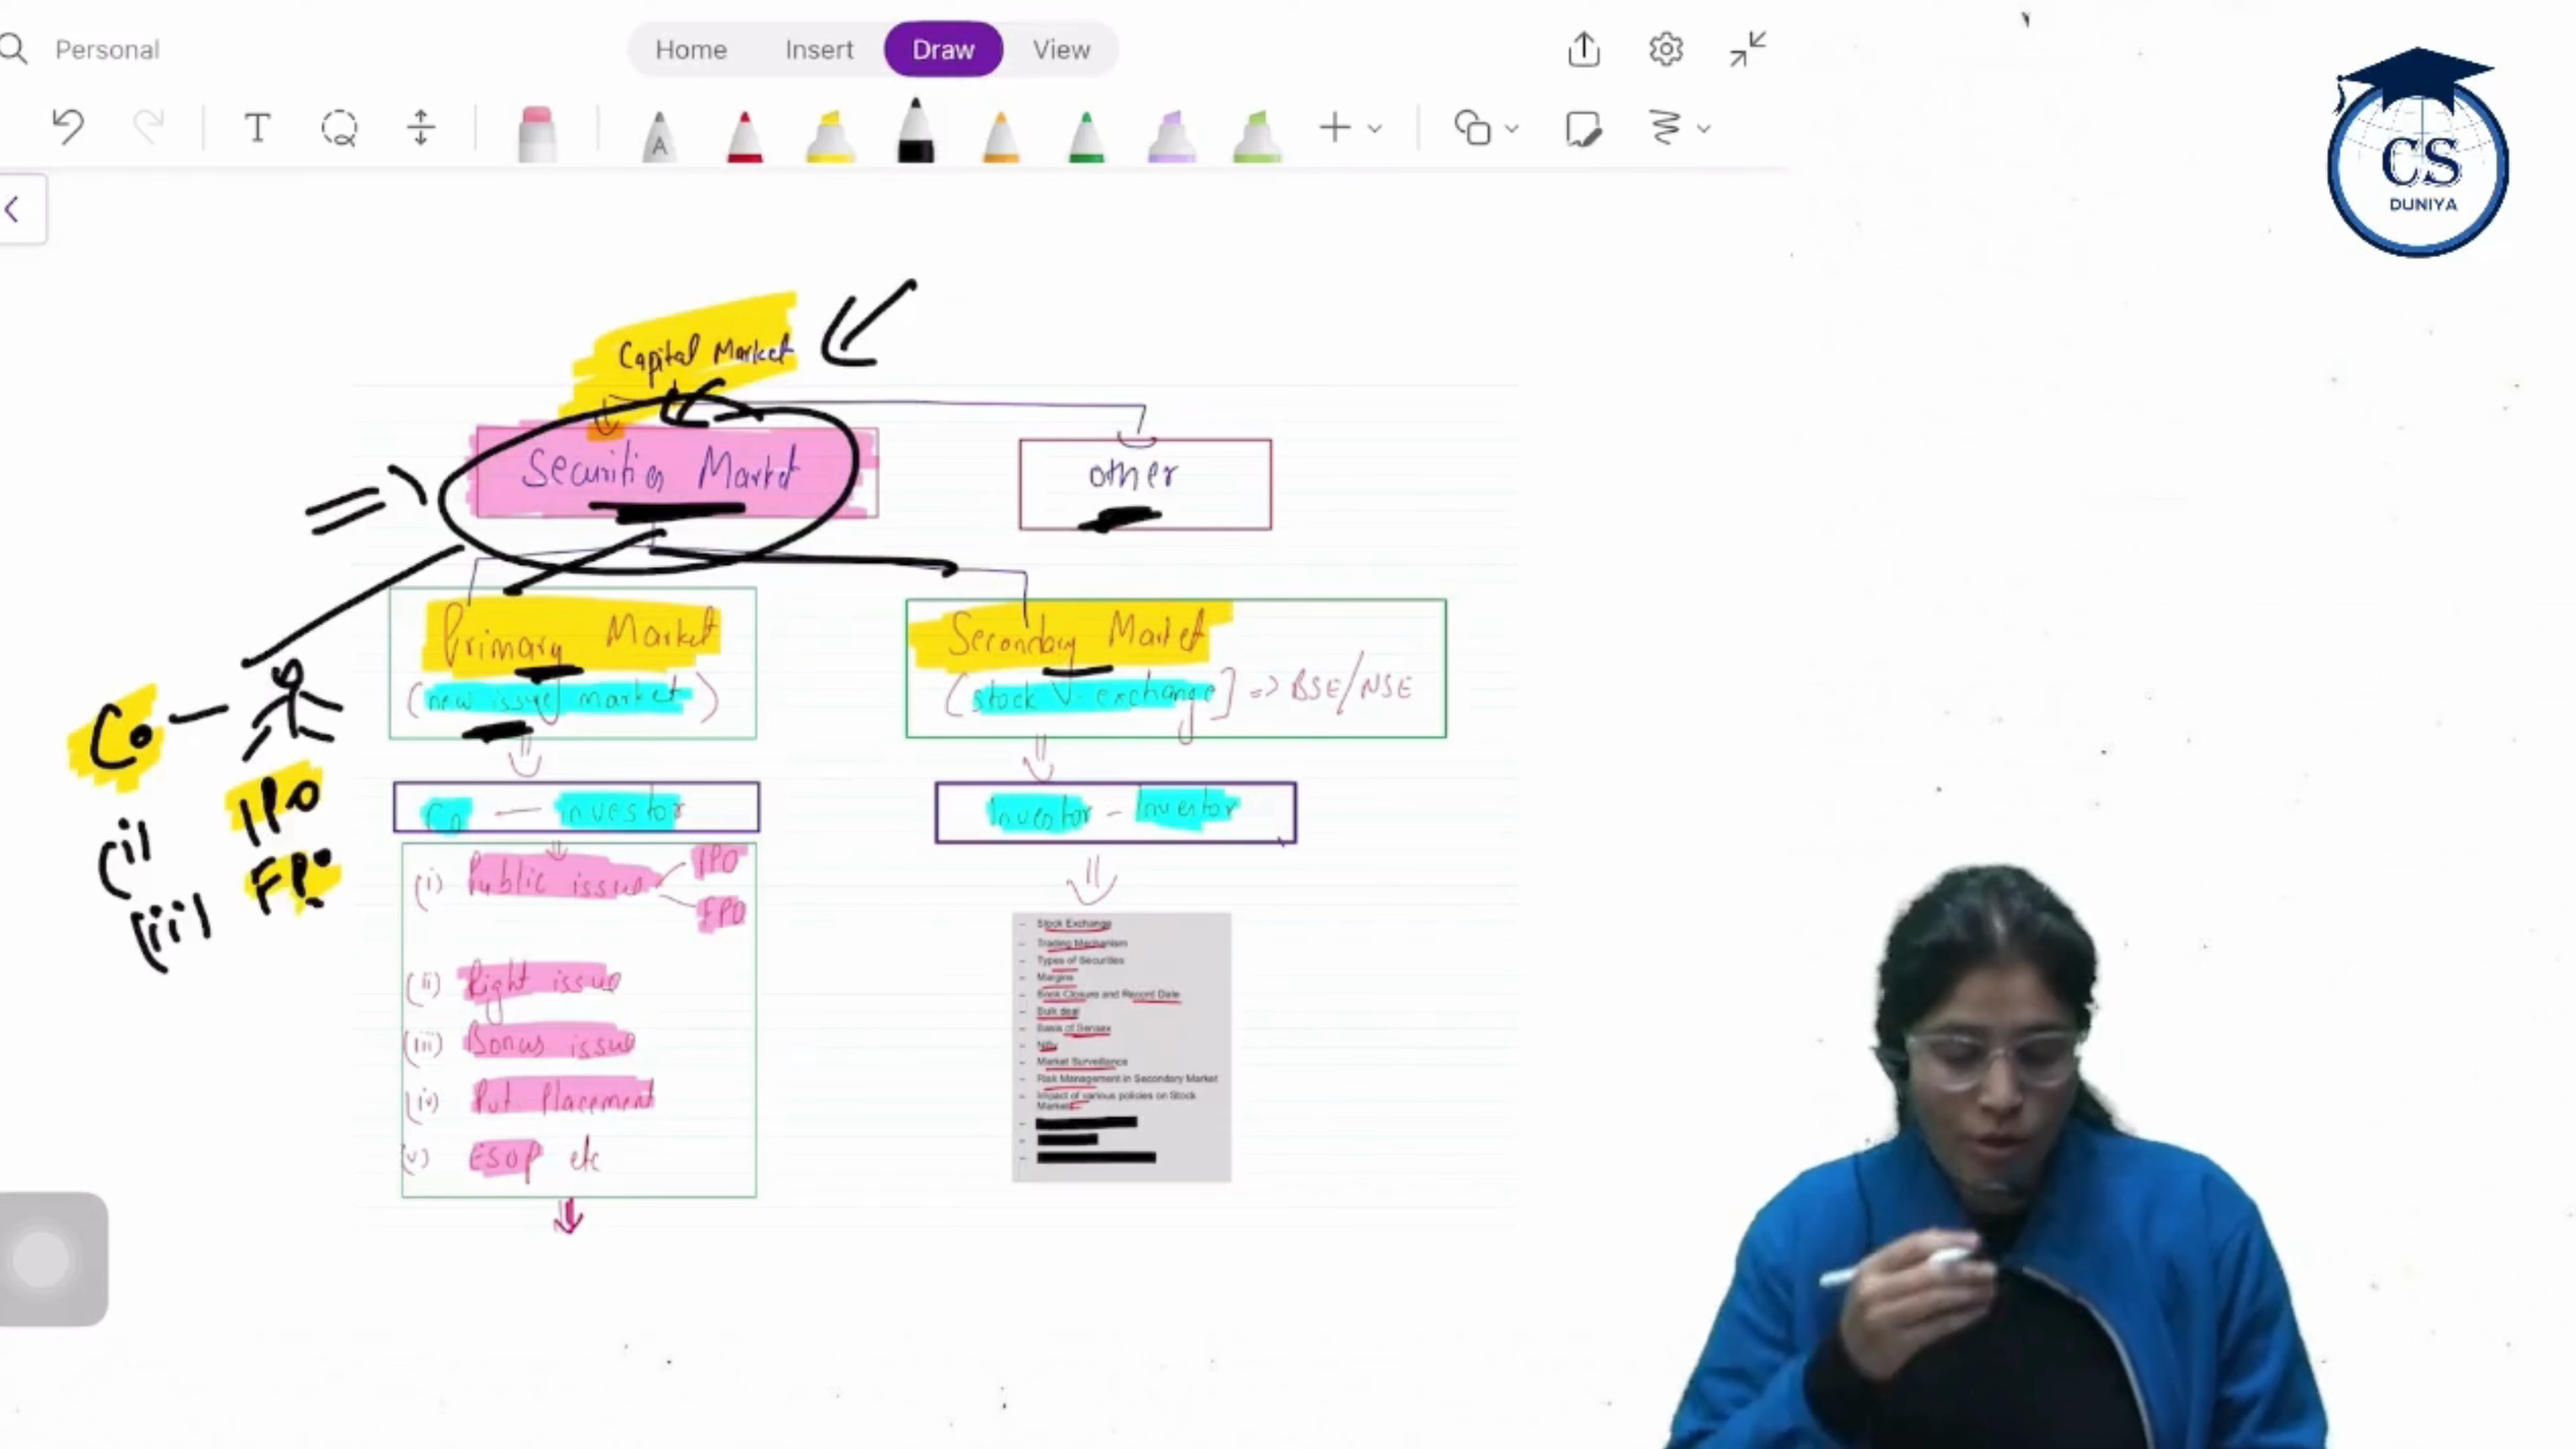 Personal
Home Insert Draw View
A
CS
DUNIYA
Capital Market
Securities Market
other
Primary Market
(new issue market)
Secondary Market
(stock exchange] => BSE/NSE
Co
IPO
(i)
FPO
(ii)
Co — investor
Investor - Investor
(i) Public issue
IPO
FPO
(ii) Right issue
(iii) Bonus issue
(iv) Pvt. Placement
(v) ESOP etc
- Stock Exchange
- Trading Mechanism
- Types of Securities
- Margins
- Book Closure and Record Date
- Bulk deal
- Basis of Sensex
- Nifty
- Market Surveillance
- Risk Management in Secondary Market
- Impact of various policies on Stock
Markets